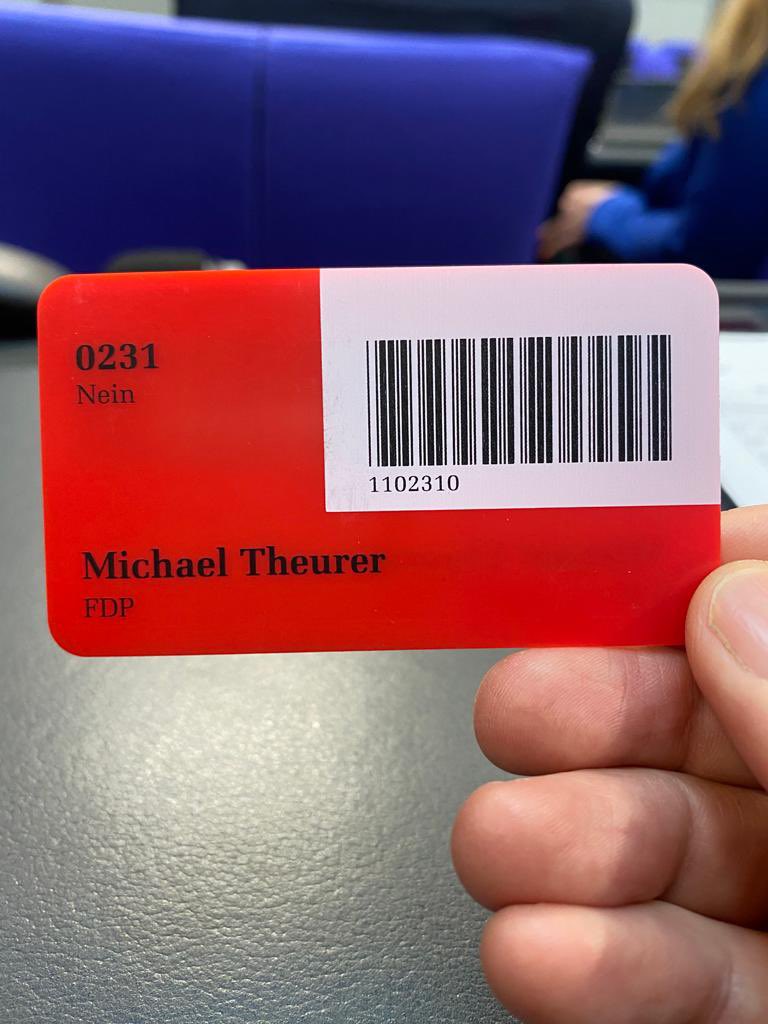 0231
Nein
1102310
Michael Theurer
FDP